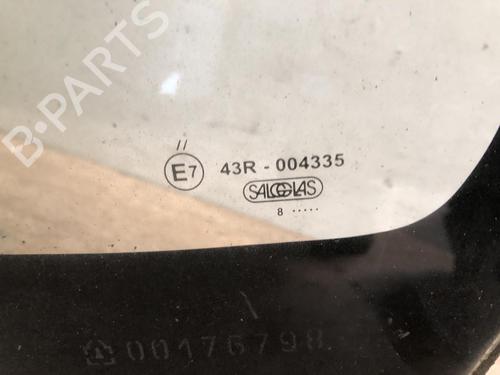 B-PARTS
//
E7 43R - 004335
SALGGLAS
8 .....
00176798